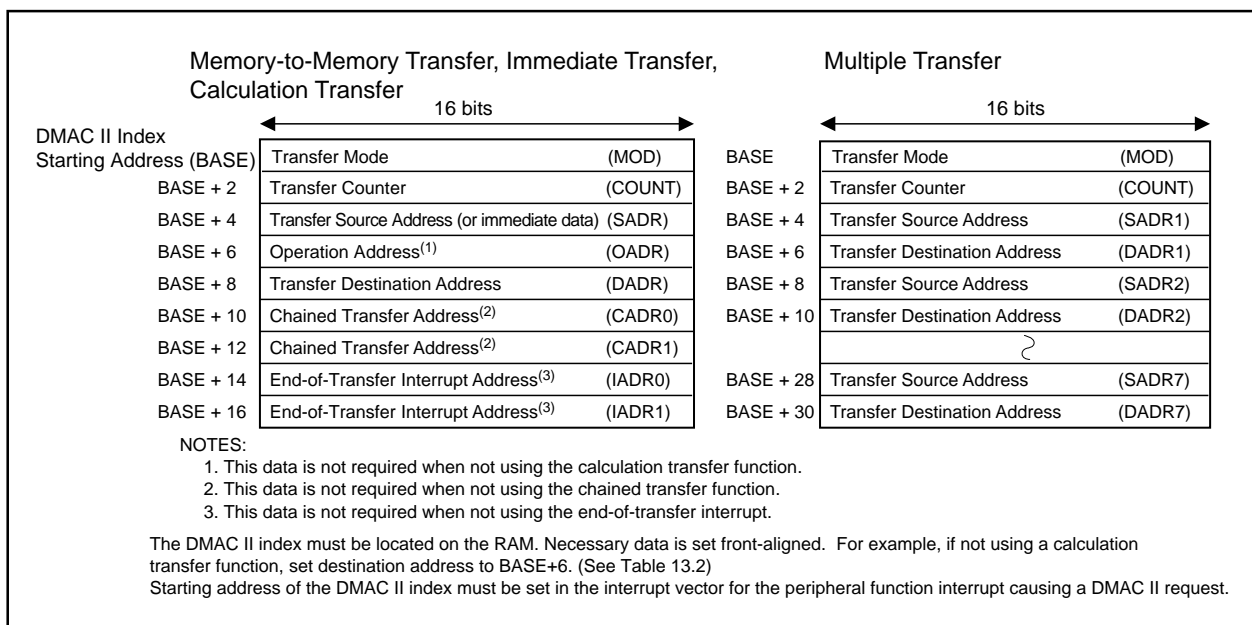 Memory-to-Memory Transfer, Immediate Transfer,
Calculation Transfer
16 bits
DMAC II Index
Starting Address (BASE) Transfer Mode (MOD)
BASE + 2 Transfer Counter (COUNT)
BASE + 4 Transfer Source Address (or immediate data) (SADR)
BASE + 6 Operation Address(1) (OADR)
BASE + 8 Transfer Destination Address (DADR)
BASE + 10 Chained Transfer Address(2) (CADR0)
BASE + 12 Chained Transfer Address(2) (CADR1)
BASE + 14 End-of-Transfer Interrupt Address(3) (IADR0)
BASE + 16 End-of-Transfer Interrupt Address(3) (IADR1)
Multiple Transfer
16 bits
BASE Transfer Mode (MOD)
BASE + 2 Transfer Counter (COUNT)
BASE + 4 Transfer Source Address (SADR1)
BASE + 6 Transfer Destination Address (DADR1)
BASE + 8 Transfer Source Address (SADR2)
BASE + 10 Transfer Destination Address (DADR2)
BASE + 28 Transfer Source Address (SADR7)
BASE + 30 Transfer Destination Address (DADR7)
NOTES:
1. This data is not required when not using the calculation transfer function.
2. This data is not required when not using the chained transfer function.
3. This data is not required when not using the end-of-transfer interrupt.
The DMAC II index must be located on the RAM. Necessary data is set front-aligned. For example, if not using a calculation
transfer function, set destination address to BASE+6. (See Table 13.2)
Starting address of the DMAC II index must be set in the interrupt vector for the peripheral function interrupt causing a DMAC II request.